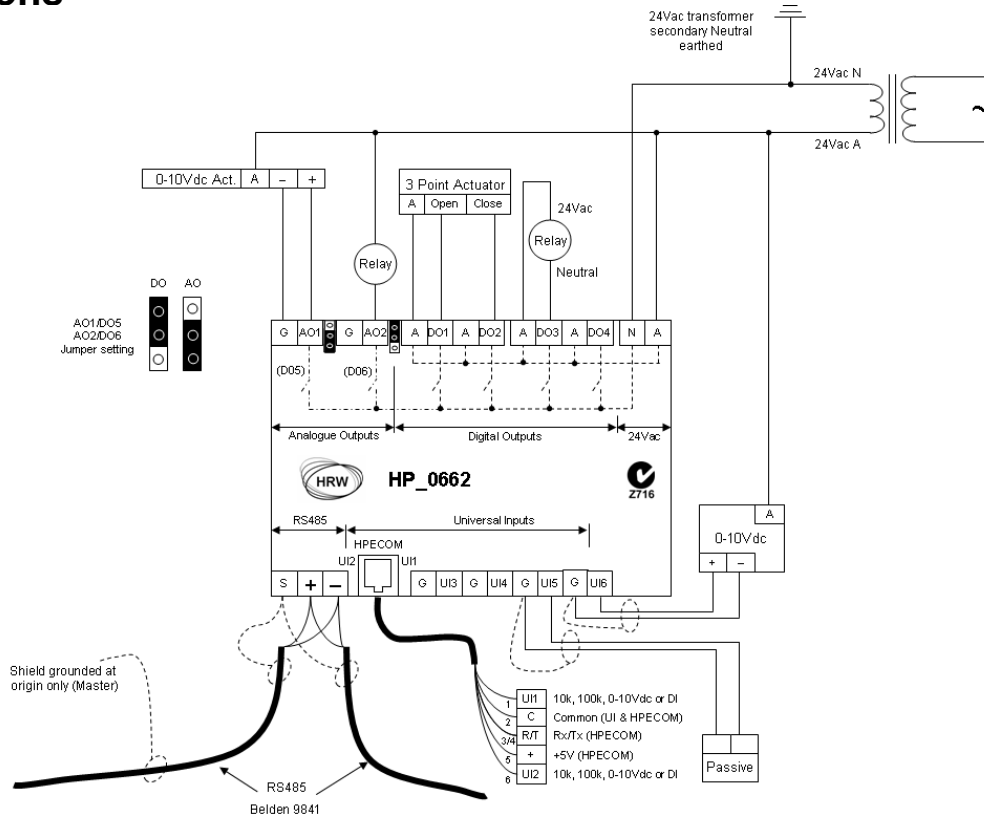 24Vac transformer
secondary Neutral
earthed
24Vac N
~
24Vac A
0-10Vdc Act. A − +
3 Point Actuator
A Open Close
24Vac
Relay
Neutral
Relay
DO AO
AO1/DO5
AO2/DO6
Jumper setting
G AO1 G AO2 A DO1 A DO2 A DO3 A DO4 N A
(D05) (D06)
Analogue Outputs Digital Outputs 24Vac
HRW HP_0662
Z716
RS485 Universal Inputs
HPECOM
UI2 UI1
A
0-10Vdc
+ −
S + − G UI3 G UI4 G UI5 G UI6
Shield grounded at
origin only (Master)
1 UI1 10k, 100k, 0-10Vdc or DI
2 C Common (UI & HPECOM)
3/4 R/T Rx/Tx (HPECOM)
5 + +5V (HPECOM)
6 UI2 10k, 100k, 0-10Vdc or DI
Passive
RS485
Belden 9841